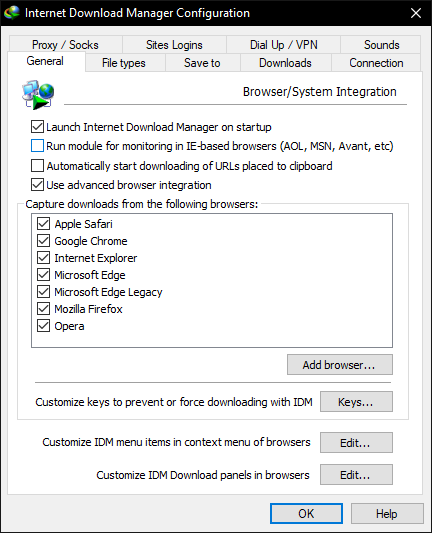 Internet Download Manager Configuration
Proxy / Socks
Sites Logins
Dial Up / VPN
Sounds
General
File types
Save to
Downloads
Connection
Browser/System Integration
Launch Internet Download Manager on startup
Run module for monitoring in IE-based browsers (AOL, MSN, Avant, etc)
Automatically start downloading of URLs placed to clipboard
Use advanced browser integration
Capture downloads from the following browsers:
Apple Safari
Google Chrome
Internet Explorer
Microsoft Edge
Microsoft Edge Legacy
Mozilla Firefox
Opera
Add browser...
Customize keys to prevent or force downloading with IDM
Keys...
Customize IDM menu items in context menu of browsers
Edit...
Customize IDM Download panels in browsers
Edit...
OK
Help